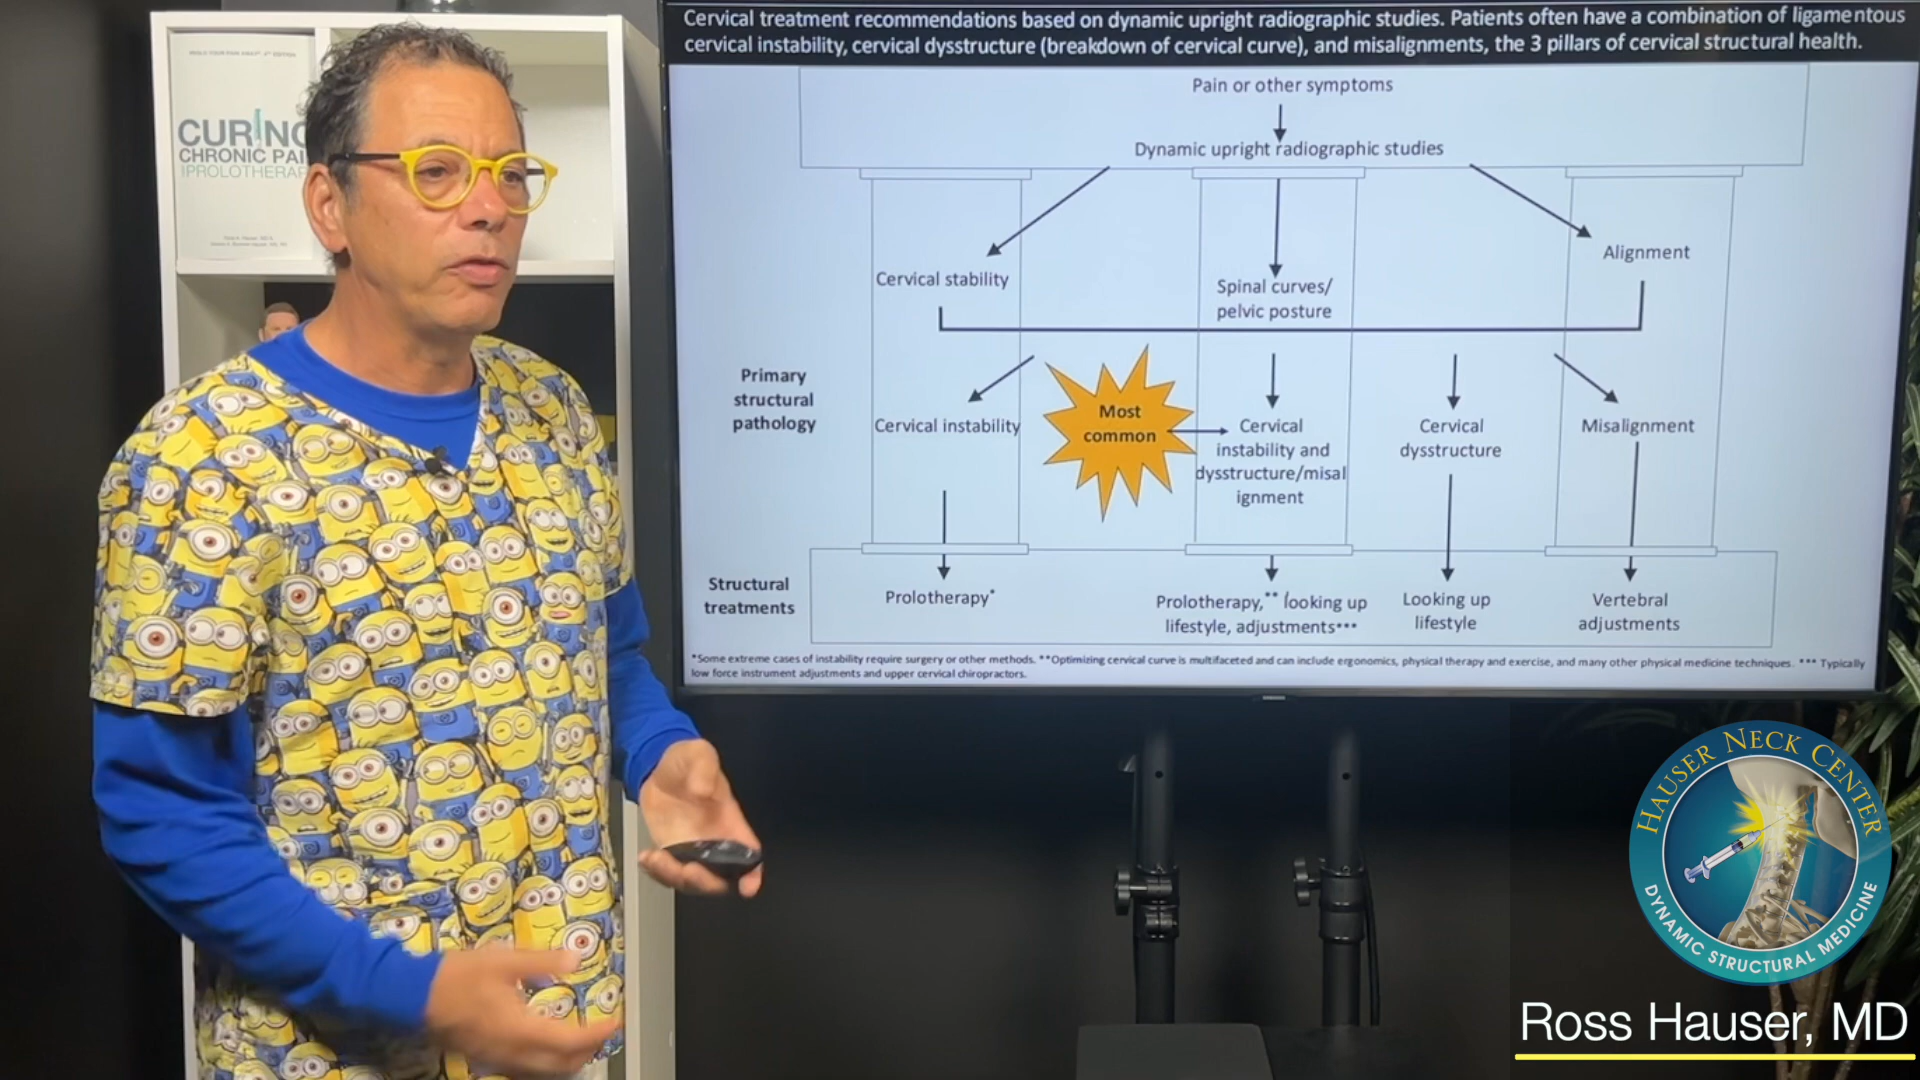 CURING
CHRONIC PAI
PROLOTHERAP
Cervical treatment recommendations based on dynamic upright radiographic studies. Patients often have a combination of ligamentous
cervical instability, cervical dysstructure (breakdown of cervical curve), and misalignments, the 3 pillars of cervical structural health.
Pain or other symptoms
Dynamic upright radiographic studies
Cervical stability
Spinal curves/
pelvic posture
Alignment
Primary
structural
pathology
Cervical instability
Most
common
Cervical
instability and
dysstructure/misal
ignment
Cervical
dysstructure
Misalignment
Structural
treatments
Prolotherapy*
Prolotherapy,** looking up
lifestyle, adjustments***
Looking up
lifestyle
Vertebral
adjustments
*Some extreme cases of instability require surgery or other methods. **Optimizing cervical curve is multifaceted and can include ergonomics, physical therapy and exercise, and many other physical medicine techniques. *** Typically
low force instrument adjustments and upper cervical chiropractors.
HAUSER NECK CENTER
DYNAMIC STRUCTURAL MEDICINE
Ross Hauser, MD